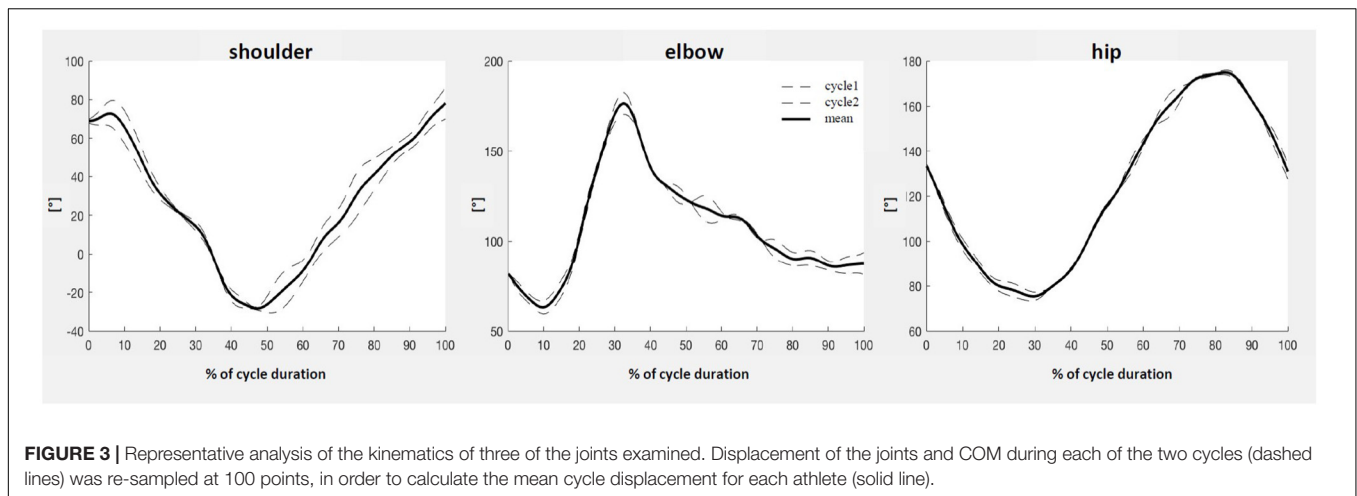 shoulder elbow hip
100
80
60
40
20
0
-20
-40
[°]
0 10 20 30 40 50 60 70 80 90 100
% of cycle duration
200
150
100
50
[°]
cycle1
cycle2
mean
0 10 20 30 40 50 60 70 80 90 100
% of cycle duration
180
160
140
120
100
80
60
[°]
0 10 20 30 40 50 60 70 80 90 100
% of cycle duration
FIGURE 3 | Representative analysis of the kinematics of three of the joints examined. Displacement of the joints and COM during each of the two cycles (dashed
lines) was re-sampled at 100 points, in order to calculate the mean cycle displacement for each athlete (solid line).